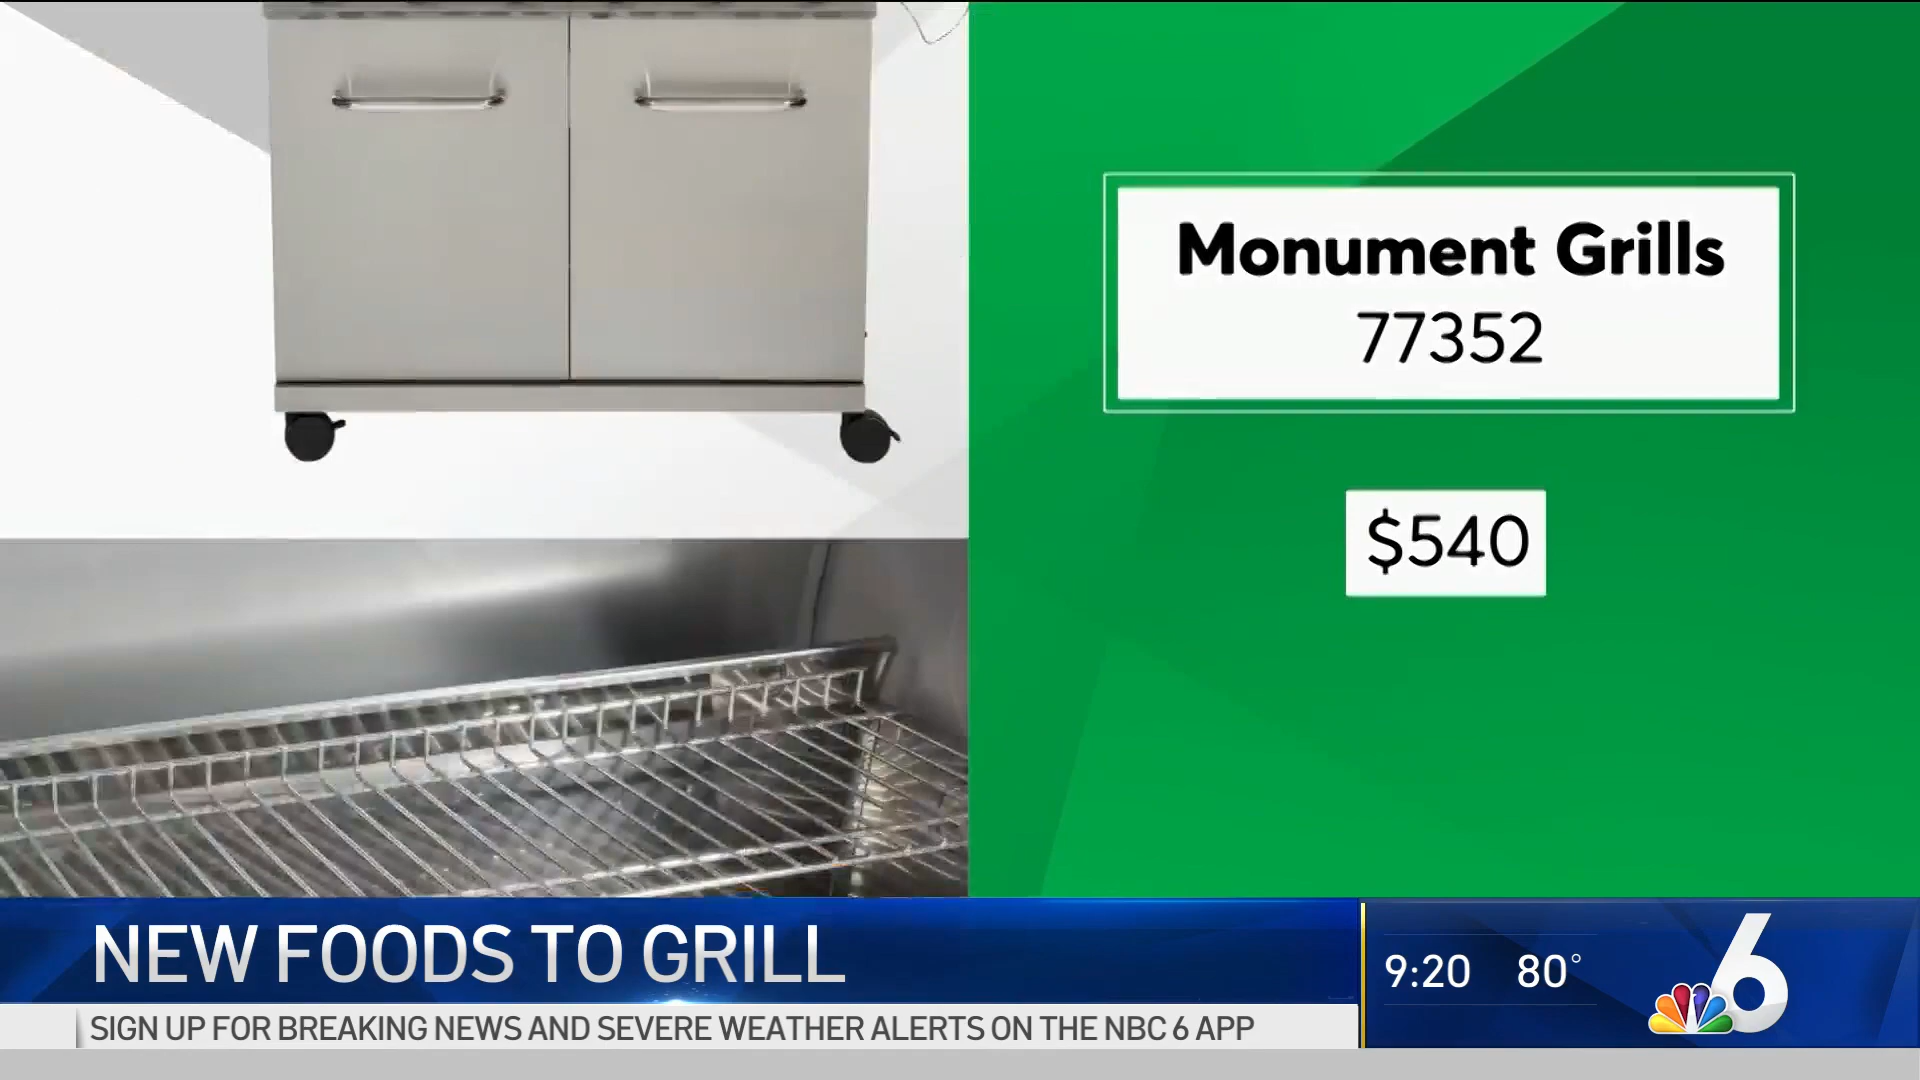 Monument Grills
77352
$540
NEW FOODS TO GRILL
9:20 80°
6
SIGN UP FOR BREAKING NEWS AND SEVERE WEATHER ALERTS ON THE NBC 6 APP